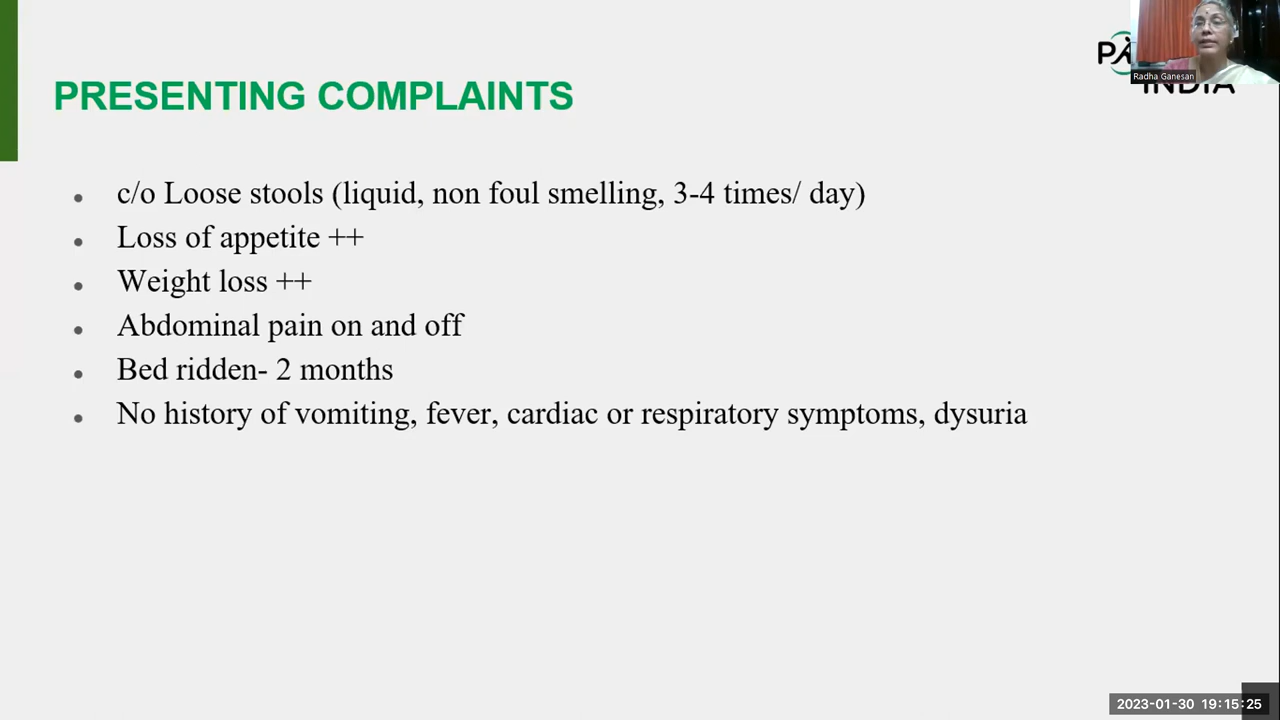 PRESENTING COMPLAINTS
Radha Ganesan
INDIA
c/o Loose stools (liquid, non foul smelling, 3-4 times/ day)
Loss of appetite ++
Weight loss ++
Abdominal pain on and off
Bed ridden- 2 months
No history of vomiting, fever, cardiac or respiratory symptoms, dysuria
2023-01-30 19:15:25